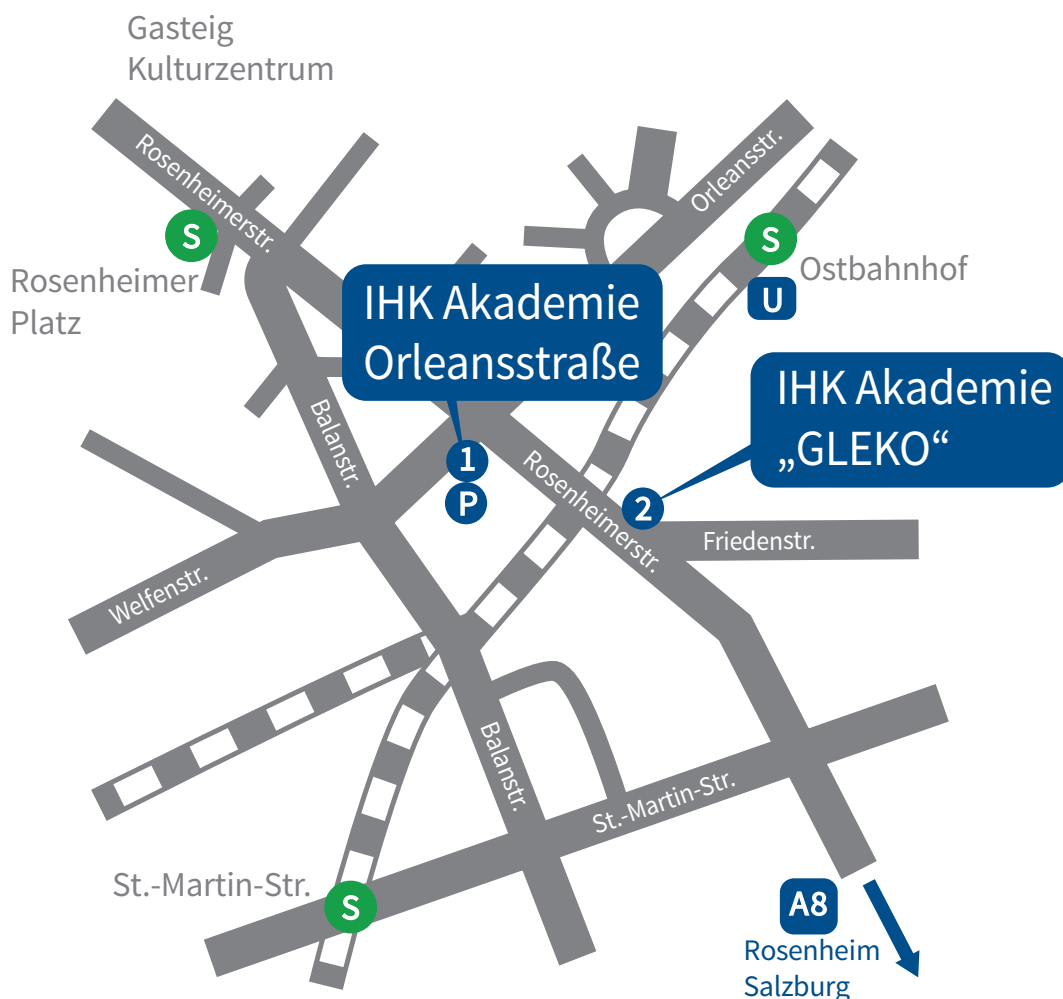 Gasteig
Kulturzentrum
Rosenheimerstr.
Orleansstr.
S
S
Rosenheimer
Platz
Ostbahnhof
U
IHK Akademie
Orleansstraße
IHK Akademie
„GLEKO“
Balanstr.
1
P
Rosenheimerstr.
2
Friedenstr.
Welfenstr.
Balanstr.
St.-Martin-Str.
St.-Martin-Str.
S
A8
Rosenheim
Salzburg